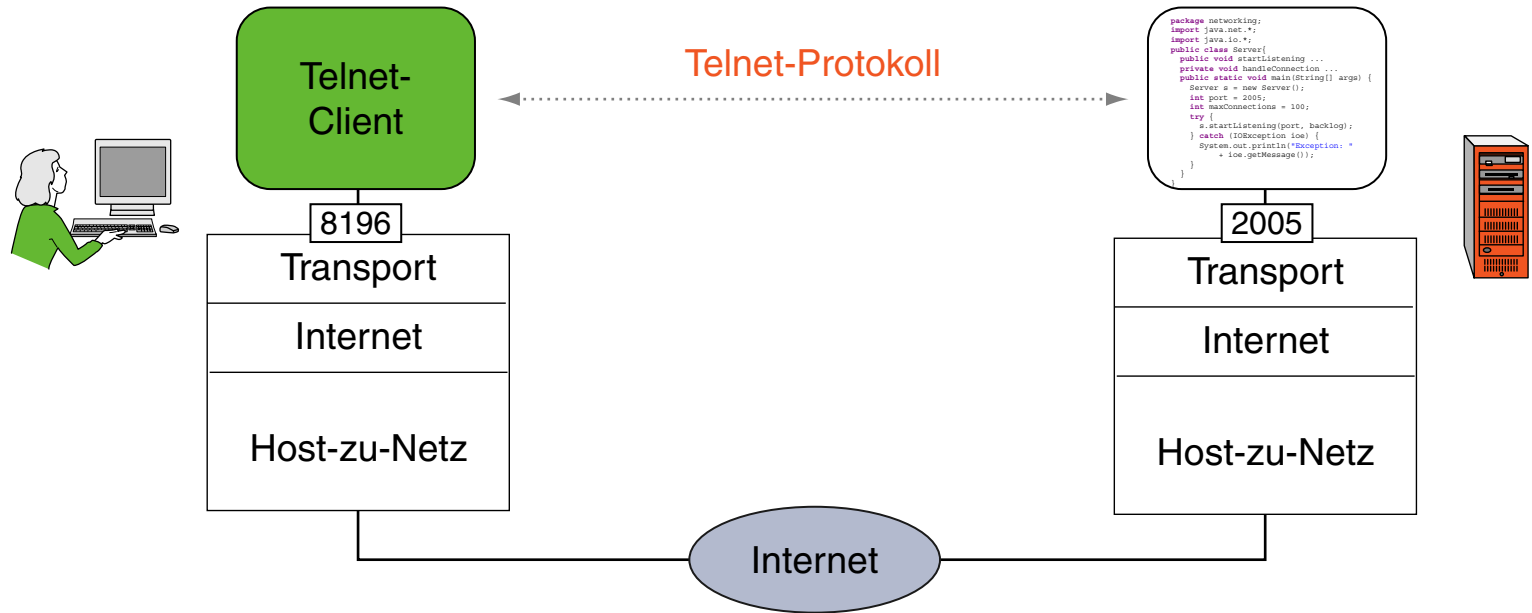 Telnet-
Client
Telnet-Protokoll
package networking;
import java.net.*;
import java.io.*;
public class Server{
public void startListening ...
private void handleConnection ...
public static void main(String[] args) {
Server s = new Server();
int port = 2005;
int maxConnections = 100;
try {
s.startListening(port, backlog);
} catch (IOException ioe) {
System.out.println("Exception: "
+ ioe.getMessage());
}
}
}
8196
Transport
Internet
Host-zu-Netz
2005
Transport
Internet
Host-zu-Netz
Internet